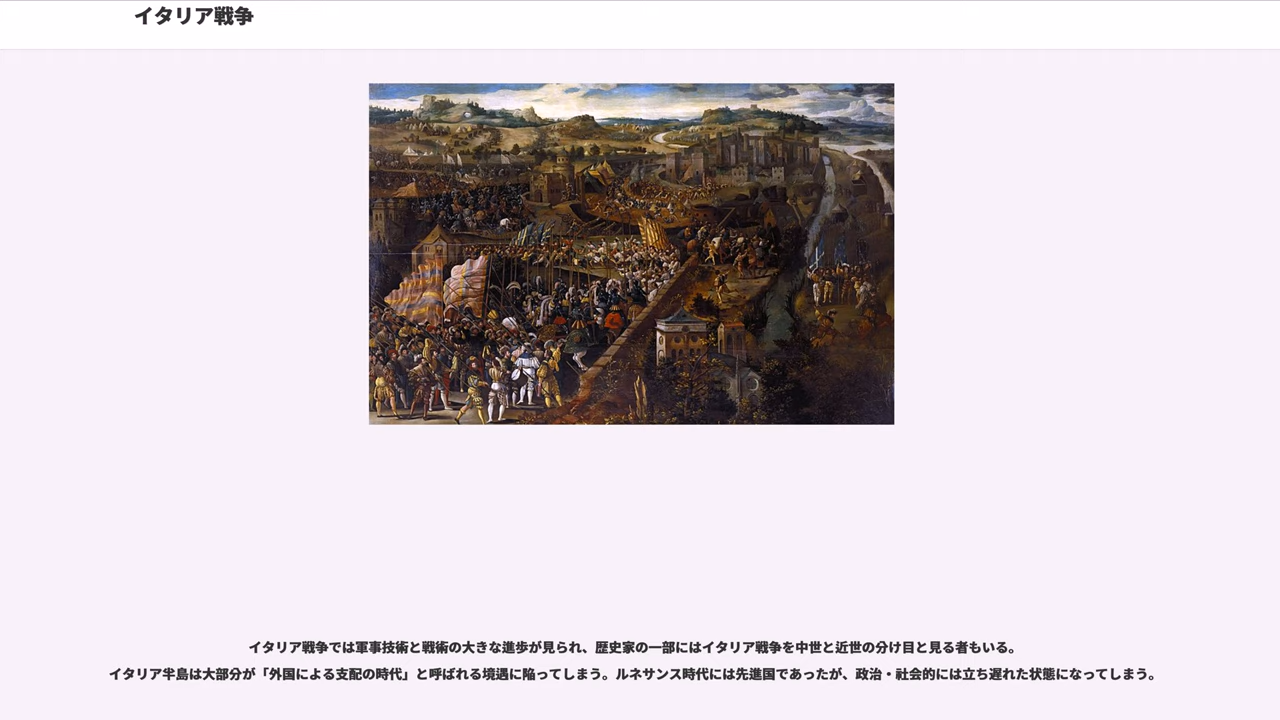 イタリア戦争
イタリア戦争では軍事技術と戦術の大きな進歩が見られ、歴史家の一部にはイタリア戦争を中世と近世の分け目と見る者もいる。
イタリア半島は大部分が「外国による支配の時代」と呼ばれる境遇に陥ってしまう。ルネサンス時代には先進国であったが、政治・社会的には立ち遅れた状態になってしまう。